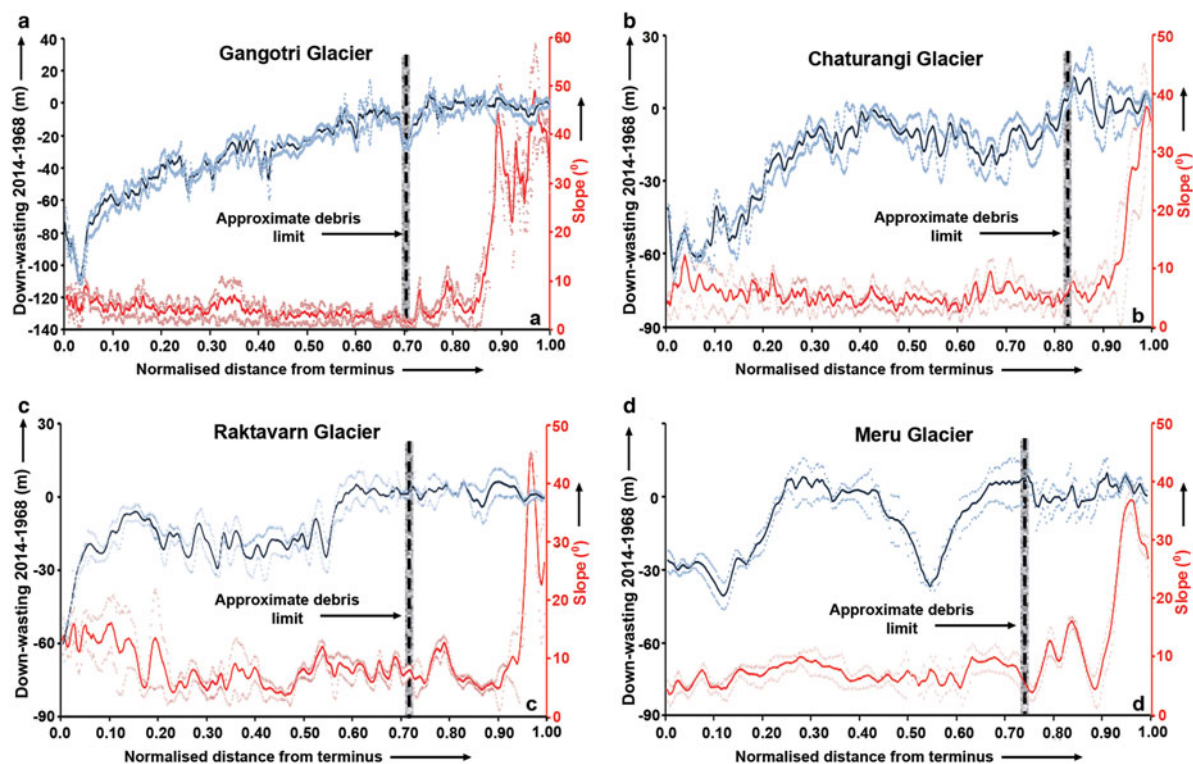 a
Gangotri Glacier
Down-wasting 2014-1968 (m)
40
20
0
-20
-40
-60
-80
-100
-120
-140
60
50
40
30
20
10
0
Slope (⁰)
Approximate debris
limit
a
0.0 0.10 0.20 0.30 0.40 0.50 0.60 0.70 0.80 0.90 1.00
Normalised distance from terminus
b
Chaturangi Glacier
Down-wasting 2014-1968 (m)
30
0
-30
-60
-90
50
40
30
20
10
0
Slope (⁰)
Approximate debris
limit
b
0.0 0.10 0.20 0.30 0.40 0.50 0.60 0.70 0.80 0.90 1.00
Normalised distance from terminus
c
Raktavarn Glacier
Down-wasting 2014-1968 (m)
30
0
-30
-60
-90
50
40
30
20
10
0
Slope (⁰)
Approximate debris
limit
c
0.0 0.10 0.20 0.30 0.40 0.50 0.60 0.70 0.80 0.90 1.00
Normalised distance from terminus
d
Meru Glacier
Down-wasting 2014-1968 (m)
30
0
-30
-60
-90
50
40
30
20
10
0
Slope (⁰)
Approximate debris
limit
d
0.0 0.10 0.20 0.30 0.40 0.50 0.60 0.70 0.80 0.90 1.00
Normalised distance from terminus